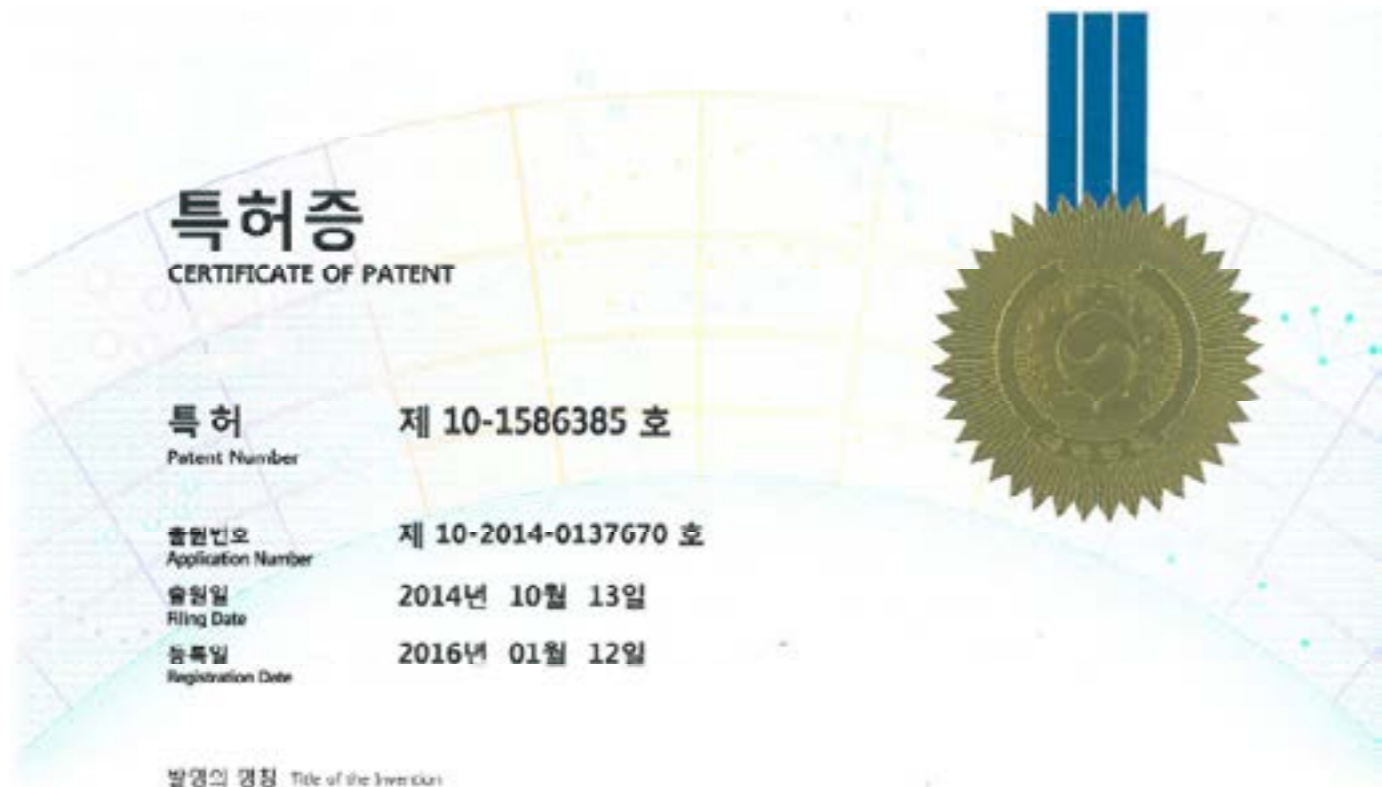 특허증
CERTIFICATE OF PATENT
특 허 제 10-1586385 호
Patent Number
출원번호 제 10-2014-0137670 호
Application Number
출원일 2014년 10월 13일
Filing Date
등록일 2016년 01월 12일
Registration Date
발명의 명칭 Title of the Invention